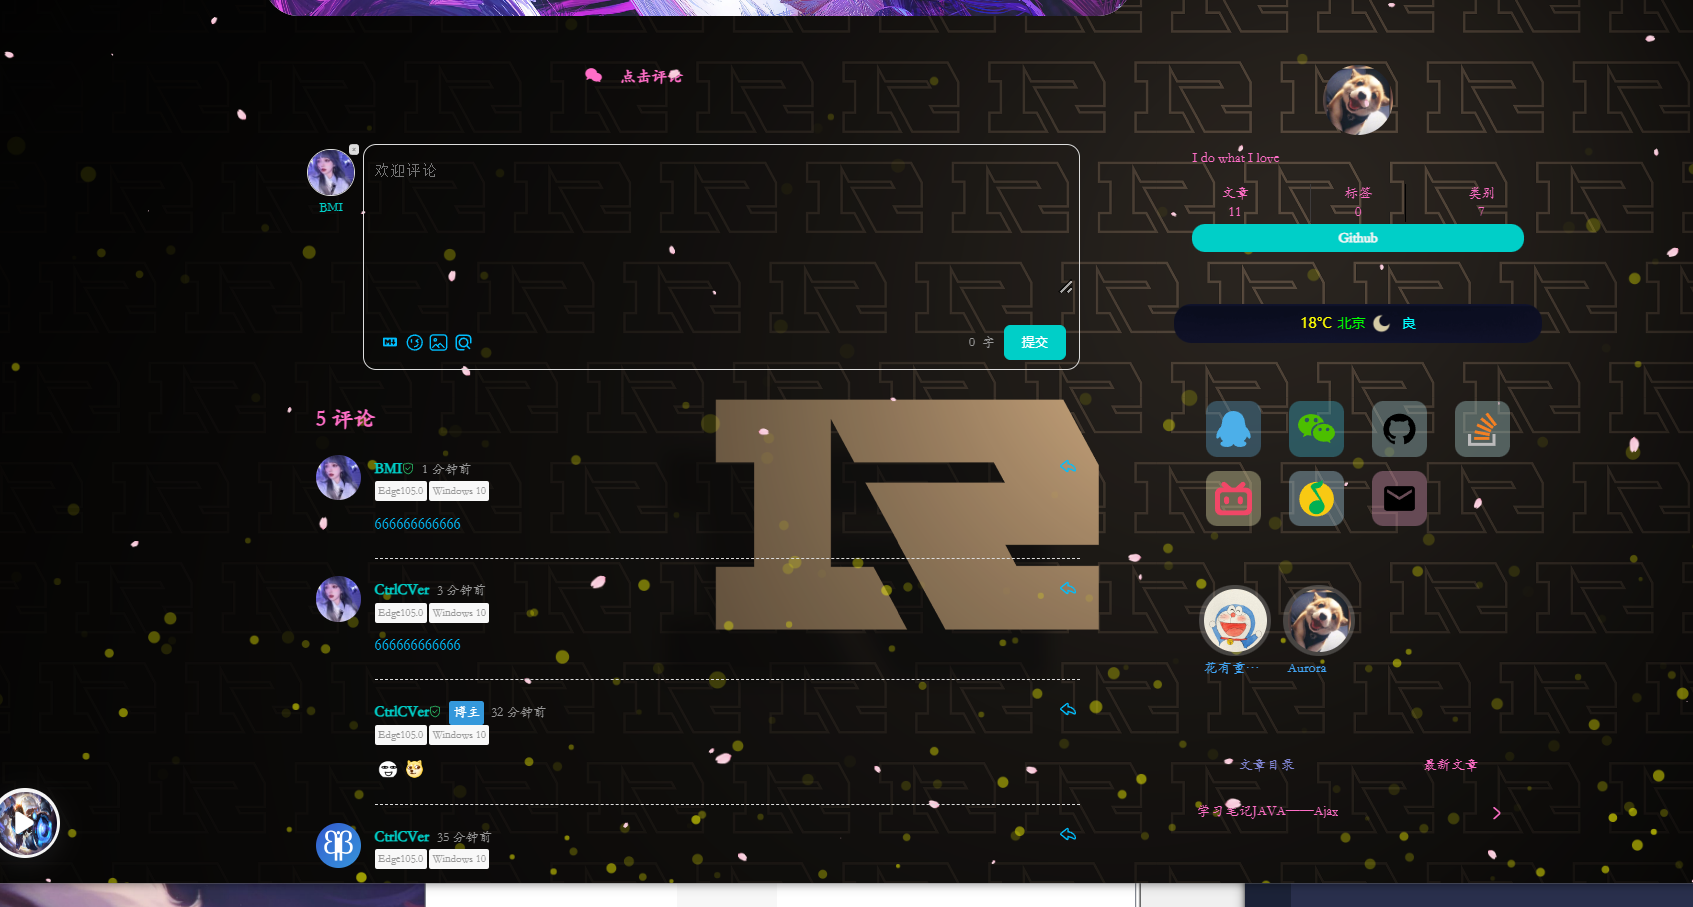 点击评论
BMI
欢迎评论
0 字
提交
5 评论
BMI 1 分钟前
Edge105.0 Windows 10
666666666666
CtrlCVer 3 分钟前
Edge105.0 Windows 10
666666666666
CtrlCVer 博主 32 分钟前
Edge105.0 Windows 10
CtrlCVer 35 分钟前
Edge105.0 Windows 10
I do what I love
文章 标签 类别
11 0 7
Github
18°C 北京 良
花有重… Aurora
文章目录 最新文章
学习笔记JAVA——Ajax